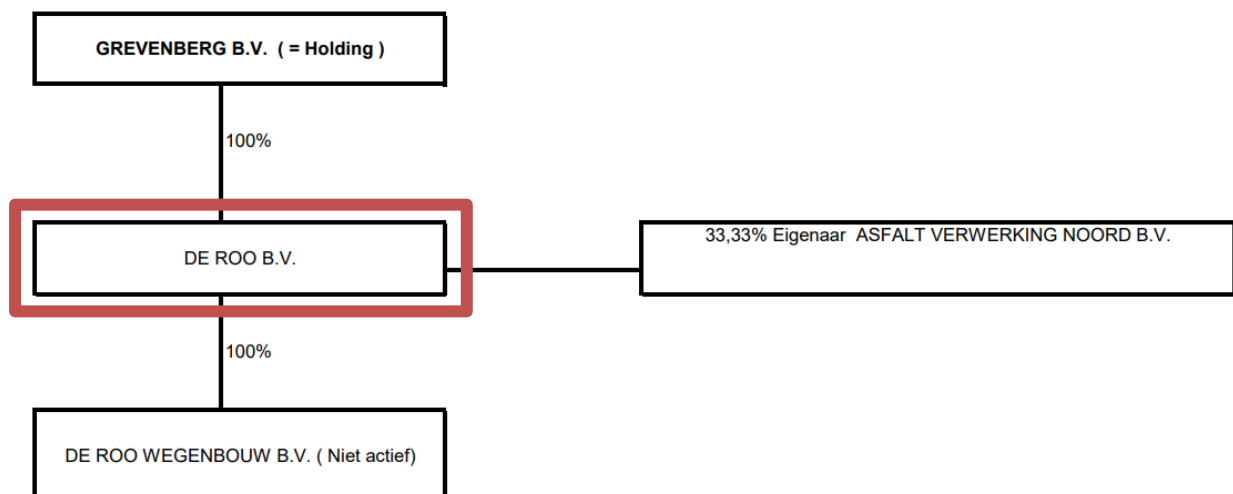 GREVENBERG B.V. ( = Holding )
100%
DE ROO B.V.
33,33% Eigenaar ASFALT VERWERKING NOORD B.V.
100%
DE ROO WEGENBOUW B.V. ( Niet actief)